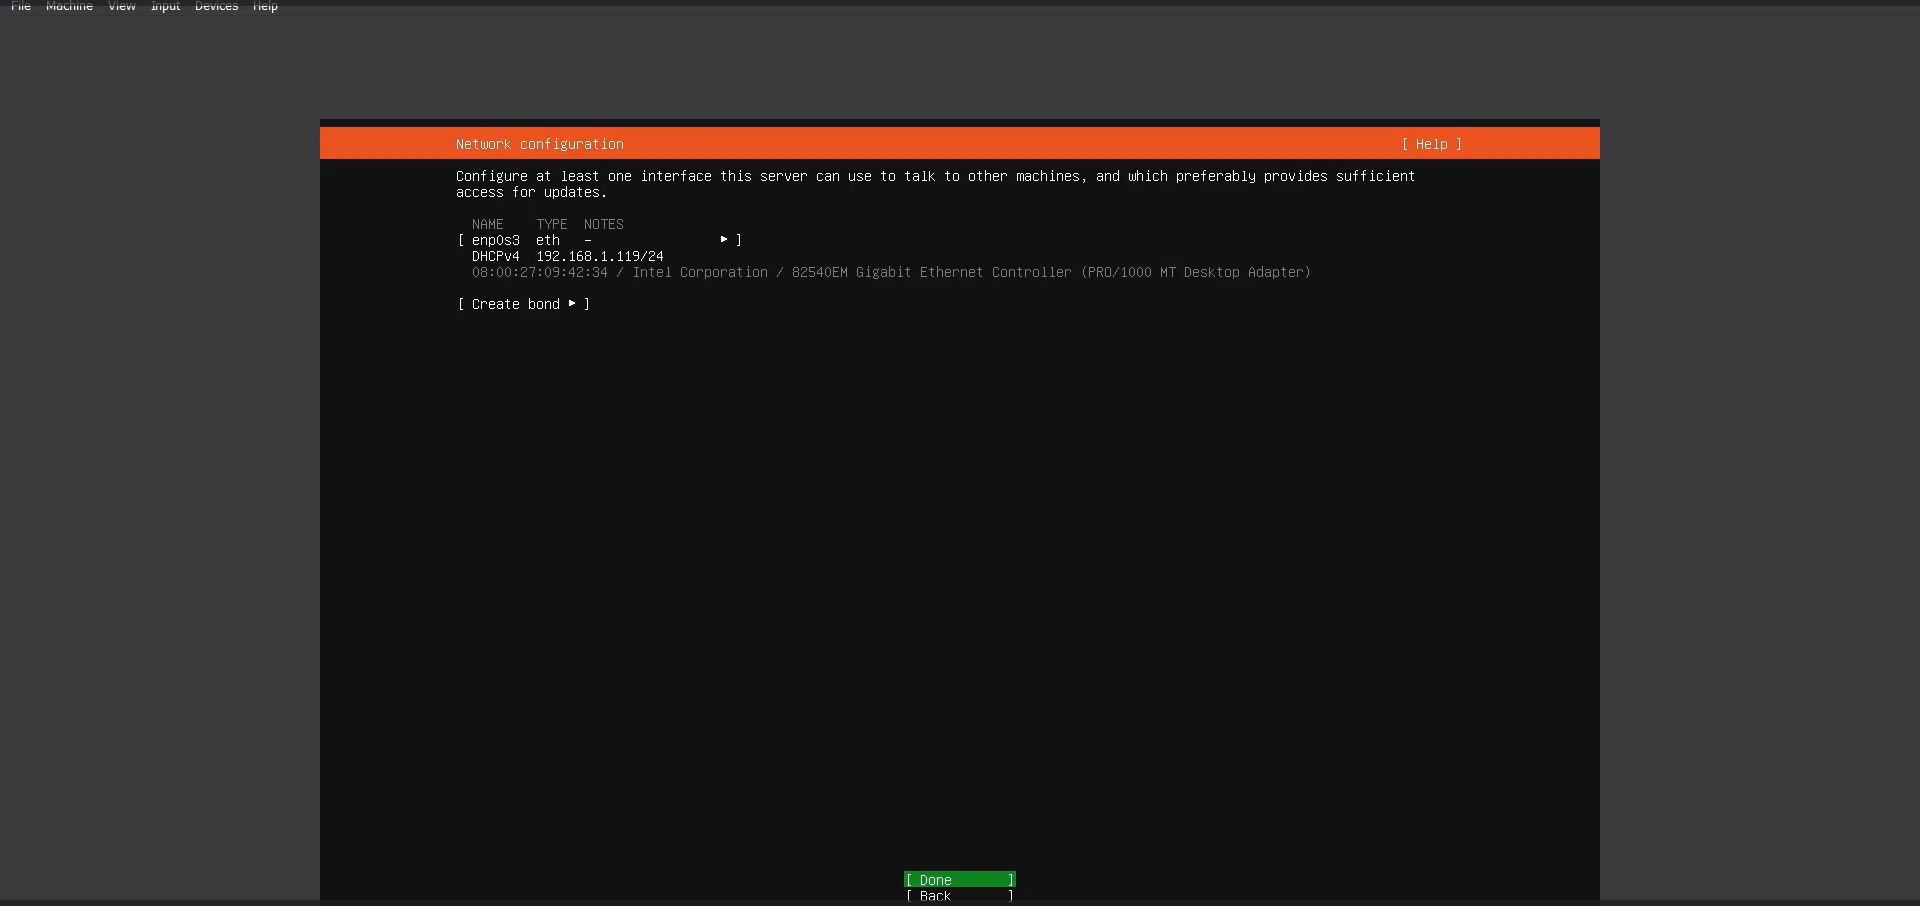 File Machine View Input Devices Help
Network configuration [ Help ]
Configure at least one interface this server can use to talk to other machines, and which preferably provides sufficient
access for updates.
NAME TYPE NOTES
[ enp0s3 eth – ▸ ]
DHCPv4 192.168.1.119/24
08:00:27:09:42:34 / Intel Corporation / 82540EM Gigabit Ethernet Controller (PRO/1000 MT Desktop Adapter)
[ Create bond ▸ ]
[ Done ]
[ Back ]